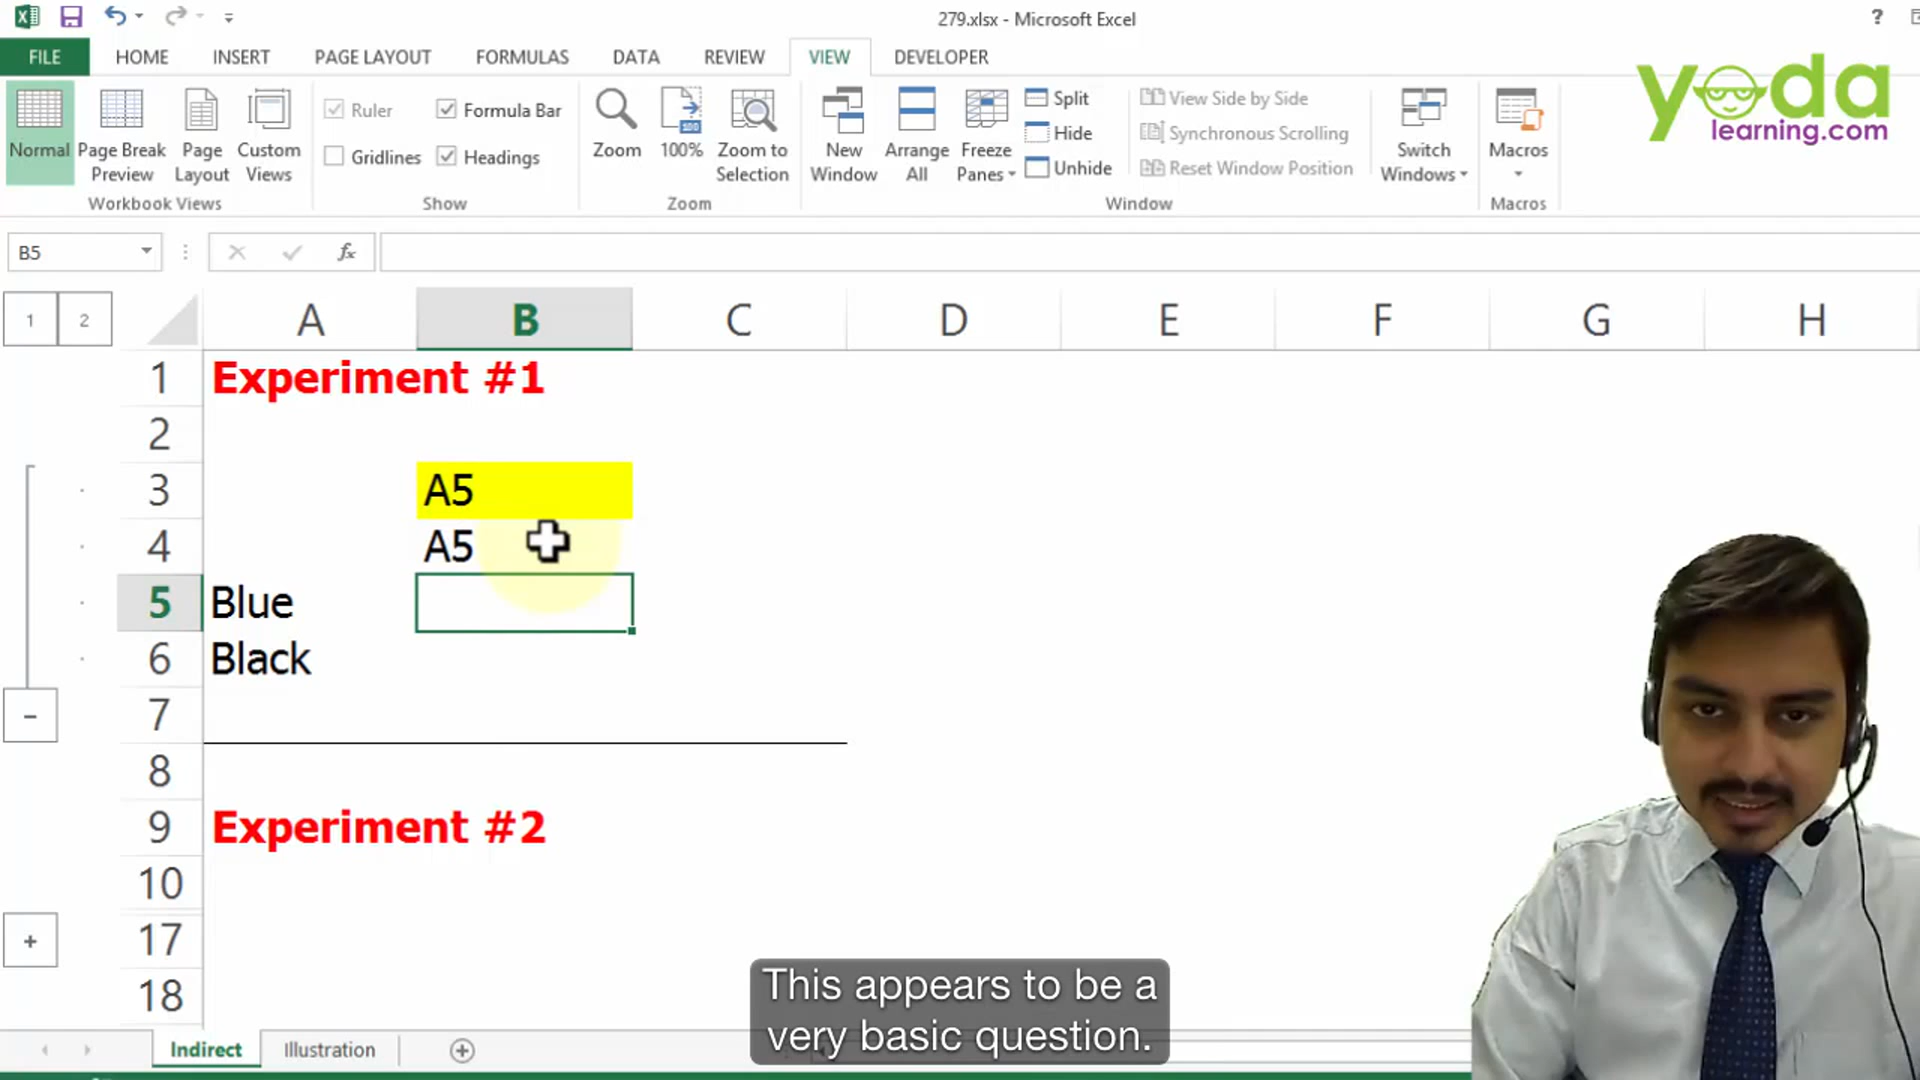 279.xlsx - Microsoft Excel
?
FILE HOME INSERT PAGE LAYOUT FORMULAS DATA REVIEW VIEW DEVELOPER
yoda
learning.com
Normal
Page Break
Preview
Page
Layout
Custom
Views
Workbook Views
Ruler
Formula Bar
Gridlines
Headings
Show
Zoom
100%
Zoom to
Selection
Zoom
New
Window
Arrange
All
Freeze
Panes
Split
Hide
Unhide
View Side by Side
Synchronous Scrolling
Reset Window Position
Window
Switch
Windows
Macros
Macros
B5
fx
1 2
A B C D E F G H
1 Experiment #1
2
3 A5
4 A5
5 Blue
6 Black
7
8
9 Experiment #2
10
17
18
This appears to be a
very basic question.
Indirect Illustration